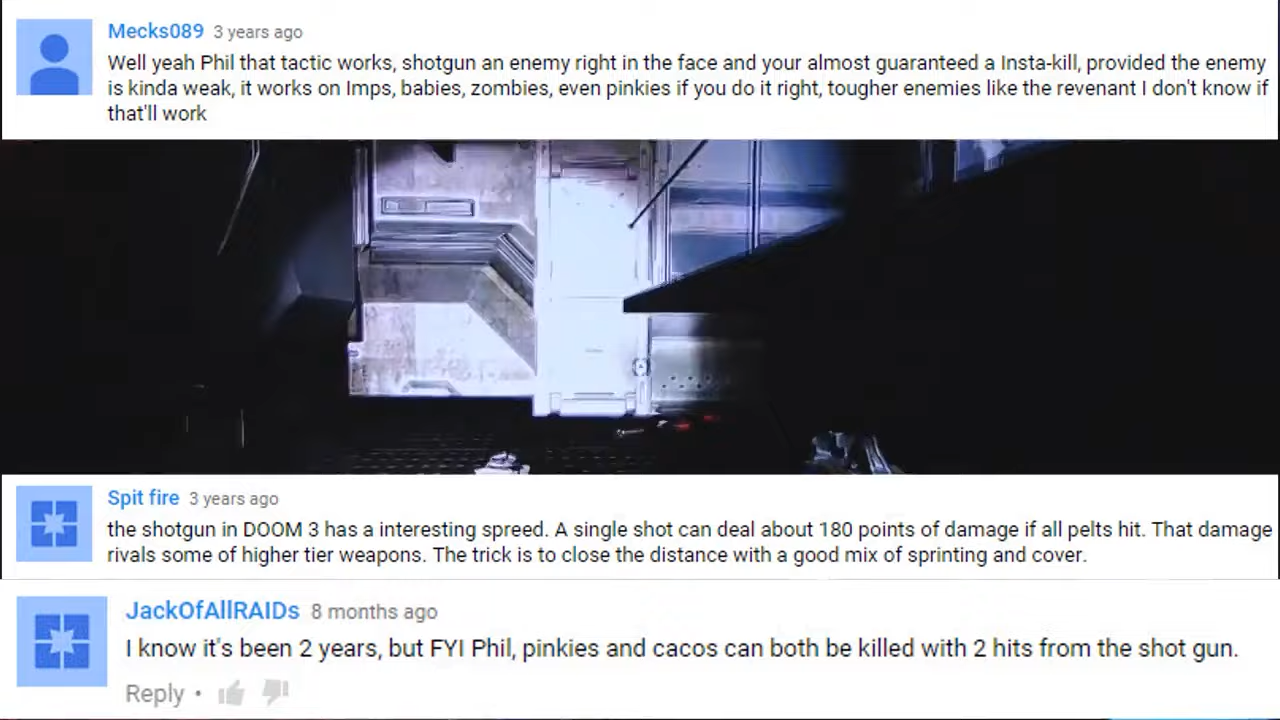 Mecks089 3 years ago
Well yeah Phil that tactic works, shotgun an enemy right in the face and your almost guaranteed a Insta-kill, provided the enemy
is kinda weak, it works on Imps, babies, zombies, even pinkies if you do it right, tougher enemies like the revenant I don't know if
that'll work
Spit fire 3 years ago
the shotgun in DOOM 3 has a interesting spreed. A single shot can deal about 180 points of damage if all pelts hit. That damage
rivals some of higher tier weapons. The trick is to close the distance with a good mix of sprinting and cover.
JackOfAllRAIDs 8 months ago
I know it's been 2 years, but FYI Phil, pinkies and cacos can both be killed with 2 hits from the shot gun.
Reply •